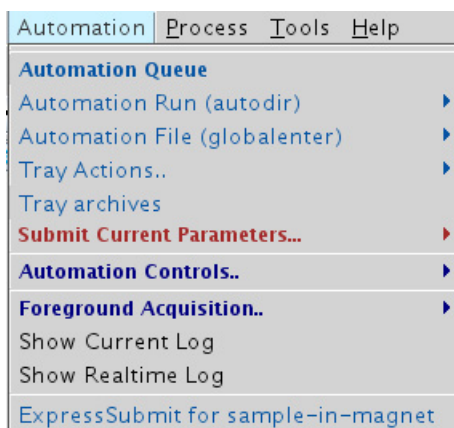 Automation Process Tools Help
Automation Queue
Automation Run (autodir)
Automation File (globalenter)
Tray Actions..
Tray archives
Submit Current Parameters...
Automation Controls..
Foreground Acquisition..
Show Current Log
Show Realtime Log
ExpressSubmit for sample-in-magnet